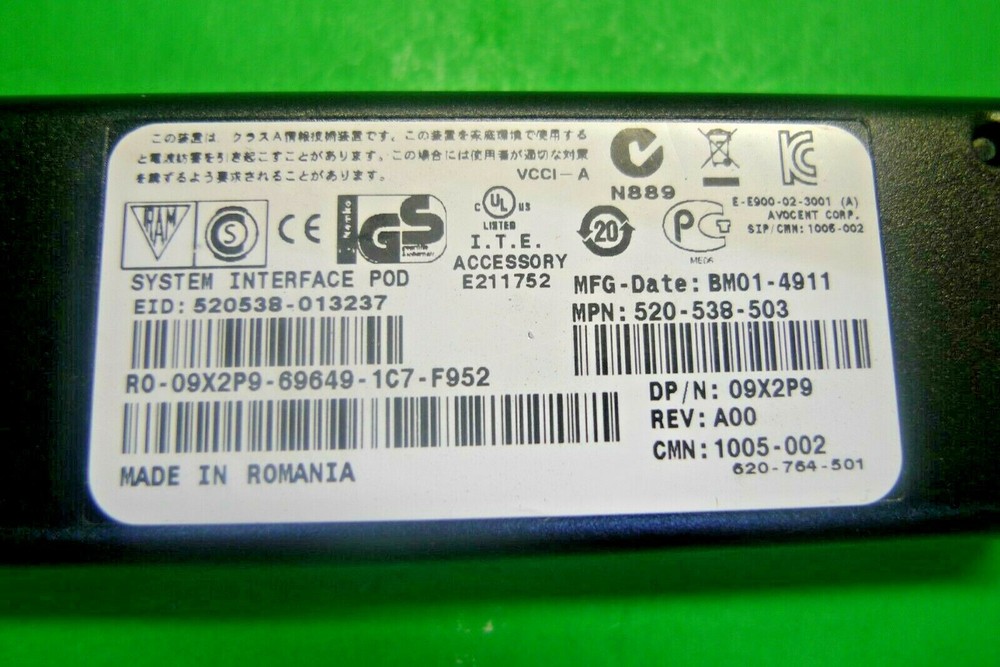 この装置は、クラスA情報技術装置です。この装置を家庭環境で使用する
と電波妨害を引き起こすことがあります。この場合には使用者が適切な対策
を講ずるよう要求されることがあります。
VCCI-A
N889
E-E900-02-3001 (A)
AVOCENT CORP.
SIP/CMN:1005-002
RAM
S
CE
Nemko
GS
C UL US
LISTED
I.T.E.
ACCESSORY
E211752
20
ME06
SYSTEM INTERFACE POD
EID: 520538-013237
MFG-Date: BM01-4911
MPN: 520-538-503
R0-09X2P9-69649-1C7-F952
DP/N: 09X2P9
REV: A00
CMN: 1005-002
620-764-501
MADE IN ROMANIA